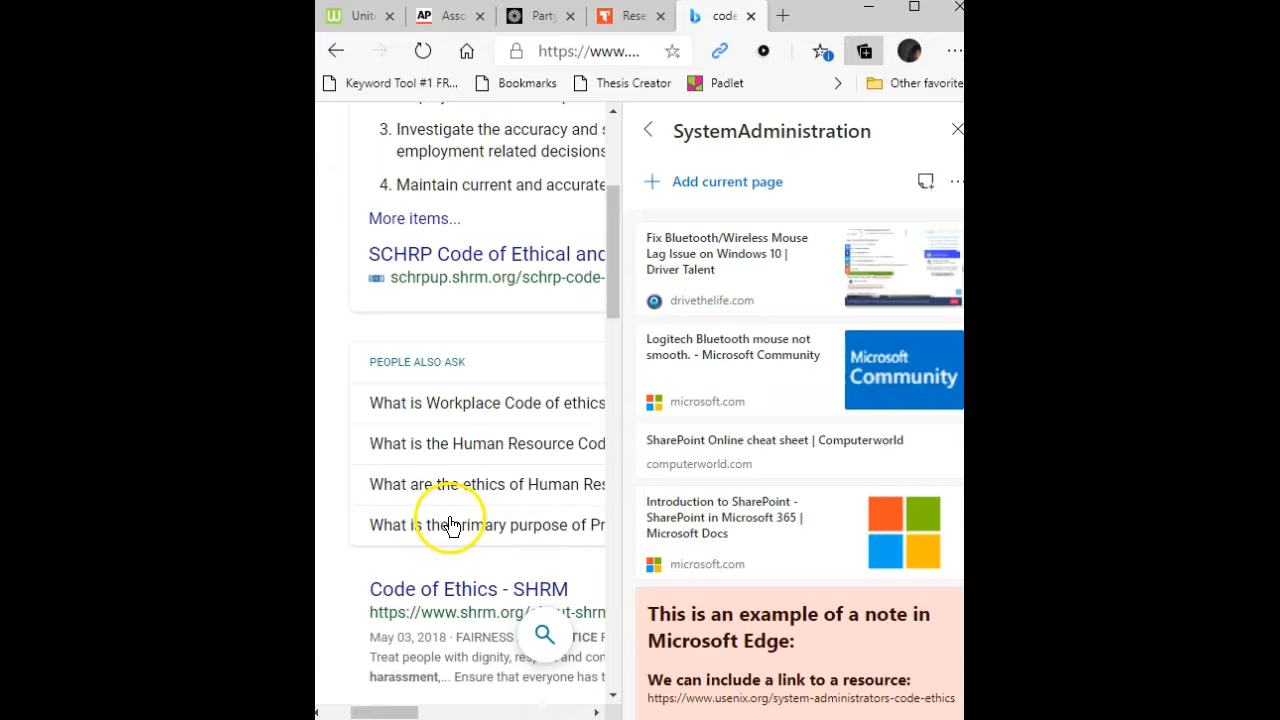 Unit
AP Asso
Party
Rese
code
https://www....
Keyword Tool #1 FR...
Bookmarks
Thesis Creator
Padlet
Other favorite
3. Investigate the accuracy and
employment related decisions
4. Maintain current and accurate
More items...
SCHRP Code of Ethical and
schrpup.shrm.org/schrp-code-
PEOPLE ALSO ASK
What is Workplace Code of ethics
What is the Human Resource Cod
What are the ethics of Human Res
What is the primary purpose of Pr
Code of Ethics - SHRM
https://www.shrm.org/about-shrm
May 03, 2018 · FAIRNESS
Treat people with dignity, and
harassment,... Ensure that everyone has
SystemAdministration
Add current page
Fix Bluetooth/Wireless Mouse
Lag Issue on Windows 10 |
Driver Talent
drivethelife.com
Logitech Bluetooth mouse not
smooth. - Microsoft Community
microsoft.com
Microsoft
Community
SharePoint Online cheat sheet | Computerworld
computerworld.com
Introduction to SharePoint -
SharePoint in Microsoft 365 |
Microsoft Docs
microsoft.com
This is an example of a note in
Microsoft Edge:
We can include a link to a resource:
https://www.usenix.org/system-administrators-code-ethics